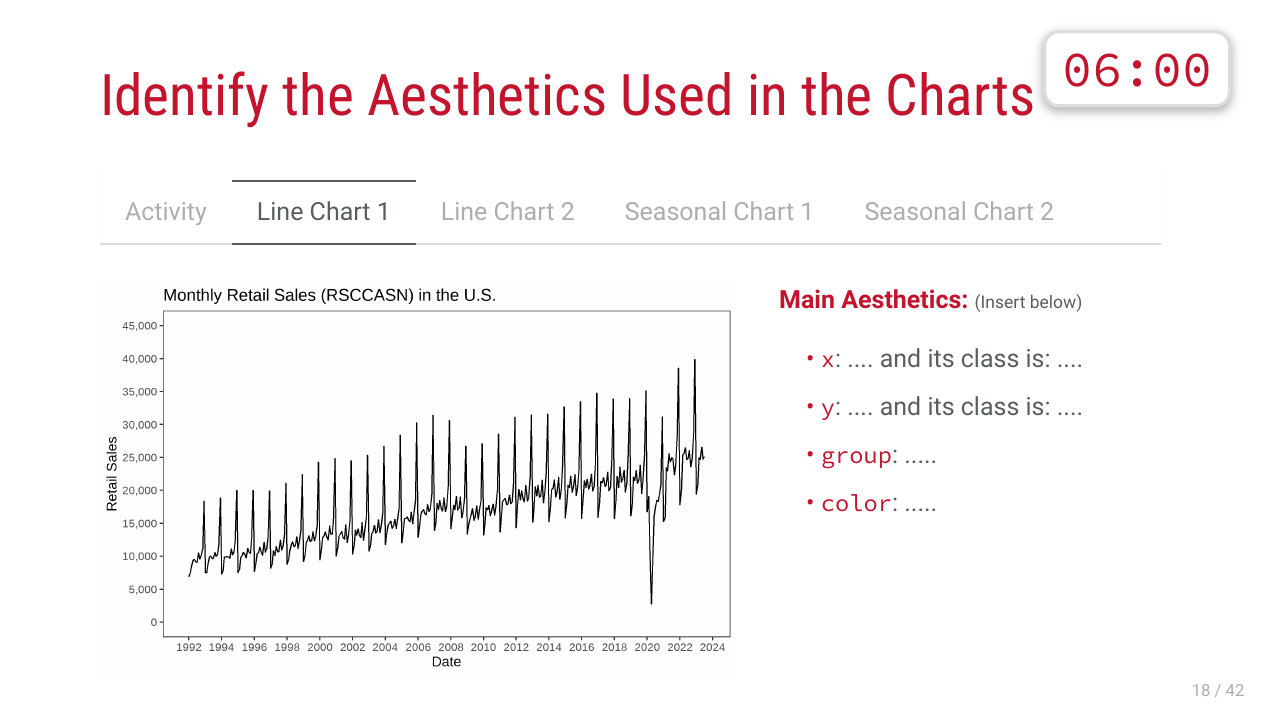 Identify the Aesthetics Used in the Charts
06:00
Activity
Line Chart 1
Line Chart 2
Seasonal Chart 1
Seasonal Chart 2
Monthly Retail Sales (RSCCASN) in the U.S.
45,000
40,000
35,000
30,000
25,000
20,000
15,000
10,000
5,000
0
Retail Sales
1992 1994 1996 1998 2000 2002 2004 2006 2008 2010 2012 2014 2016 2018 2020 2022 2024
Date
Main Aesthetics: (Insert below)
• x: .... and its class is: ....
• y: .... and its class is: ....
• group: .....
• color: .....
18 / 42